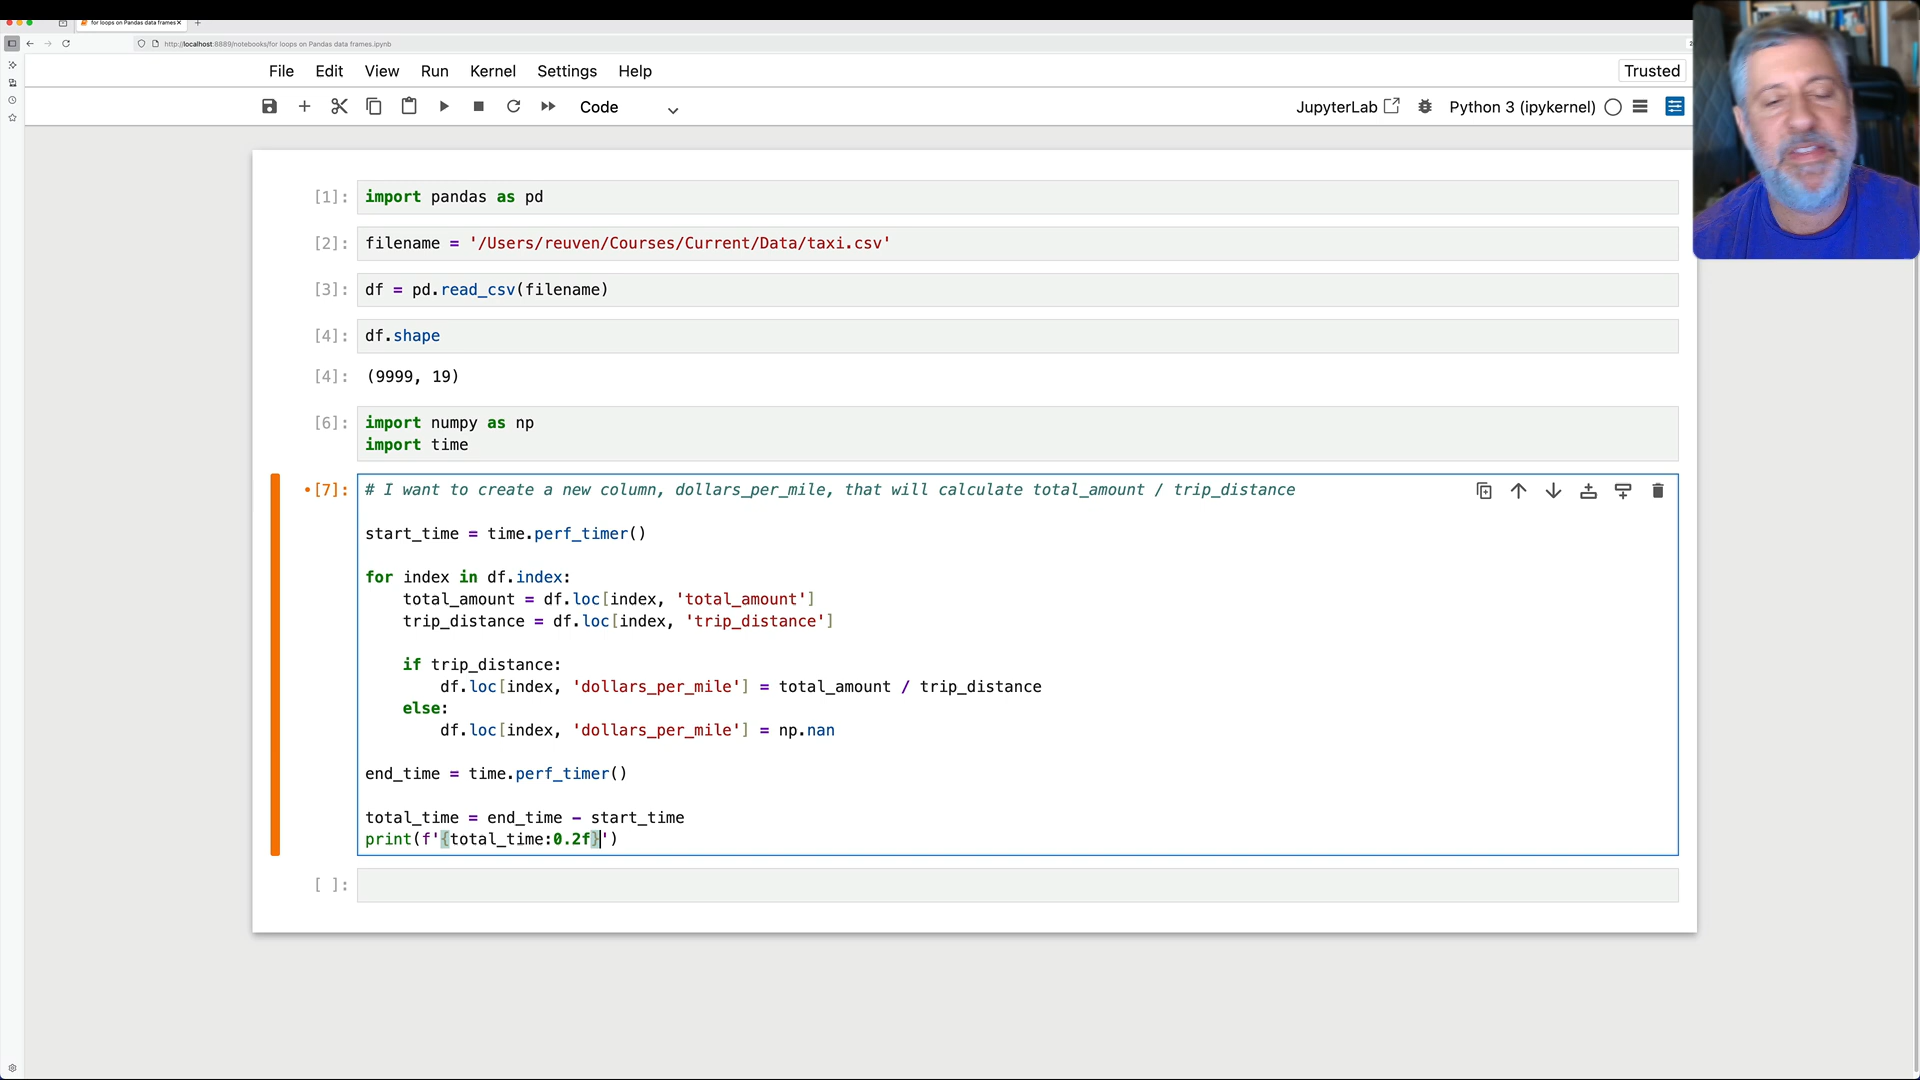 for loops on Pandas data frames
http://localhost:8889/notebooks/for loops on Pandas data frames.ipynb
File Edit View Run Kernel Settings Help
Trusted
Code
JupyterLab
Python 3 (ipykernel)
[1]: import pandas as pd
[2]: filename = '/Users/reuven/Courses/Current/Data/taxi.csv'
[3]: df = pd.read_csv(filename)
[4]: df.shape
[4]: (9999, 19)
[6]: import numpy as np
import time
•[7]: # I want to create a new column, dollars_per_mile, that will calculate total_amount / trip_distance
start_time = time.perf_timer()
for index in df.index:
    total_amount = df.loc[index, 'total_amount']
    trip_distance = df.loc[index, 'trip_distance']
    if trip_distance:
        df.loc[index, 'dollars_per_mile'] = total_amount / trip_distance
    else:
        df.loc[index, 'dollars_per_mile'] = np.nan
end_time = time.perf_timer()
total_time = end_time - start_time
print(f'{total_time:0.2f}')
[ ]: